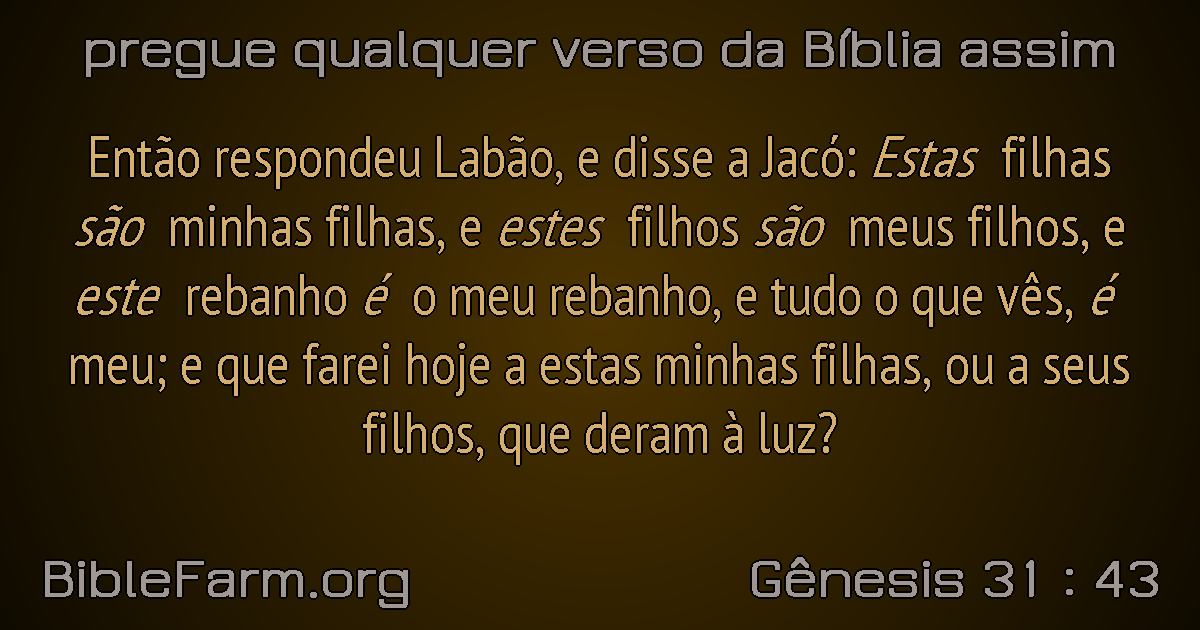 pregue qualquer verso da Bíblia assim
Então respondeu Labão, e disse a Jacó: Estas filhas
são minhas filhas, e estes filhos são meus filhos, e
este rebanho é o meu rebanho, e tudo o que vês, é
meu; e que farei hoje a estas minhas filhas, ou a seus
filhos, que deram à luz?
BibleFarm.org
Gênesis 31 : 43